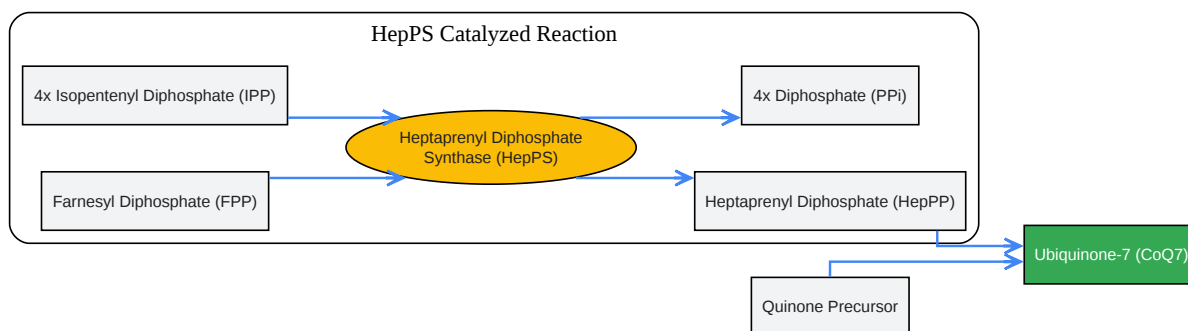 HepPS Catalyzed Reaction
4x Isopentenyl Diphosphate (IPP)
4x Diphosphate (PPi)
Heptaprenyl Diphosphate
Synthase (HepPS)
Farnesyl Diphosphate (FPP)
Heptaprenyl Diphosphate (HepPP)
Ubiquinone-7 (CoQ7)
Quinone Precursor